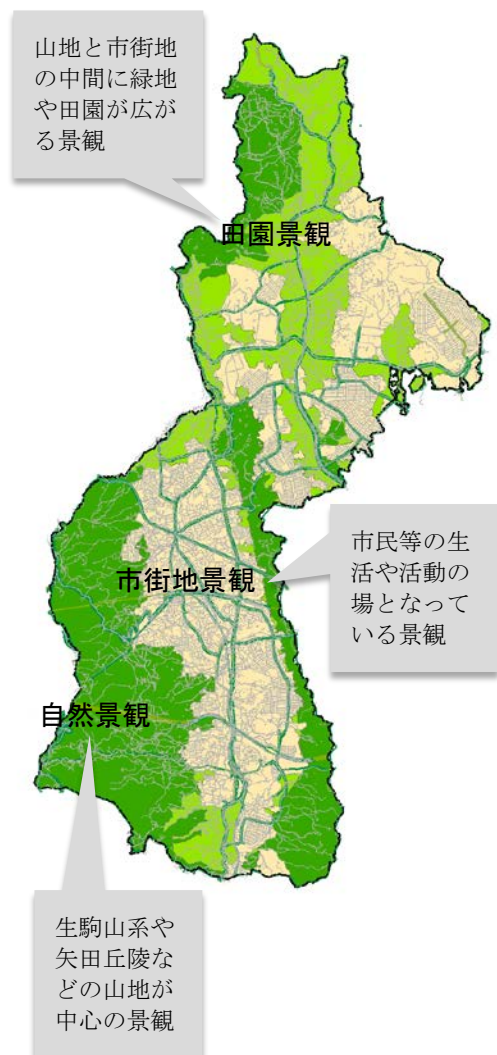 山地と市街地
の中間に緑地
や田園が広が
る景観
田園景観
市民等の生
活や活動の
場となって
いる景観
市街地景観
自然景観
生駒山系や
矢田丘陵な
どの山地が
中心の景観